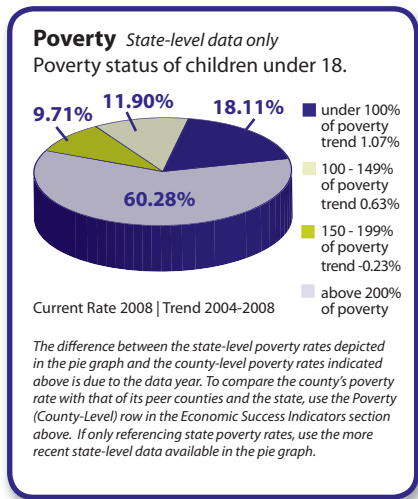 Poverty State-level data only
Poverty status of children under 18.
9.71%
11.90%
18.11%
60.28%
under 100%
of poverty
trend 1.07%
100 - 149%
of poverty
trend 0.63%
150 - 199%
of poverty
trend -0.23%
above 200%
of poverty
Current Rate 2008 | Trend 2004-2008
The difference between the state-level poverty rates depicted
in the pie graph and the county-level poverty rates indicated
above is due to the data year. To compare the county's poverty
rate with that of its peer counties and the state, use the Poverty
(County-Level) row in the Economic Success Indicators section
above. If only referencing state poverty rates, use the more
recent state-level data available in the pie graph.